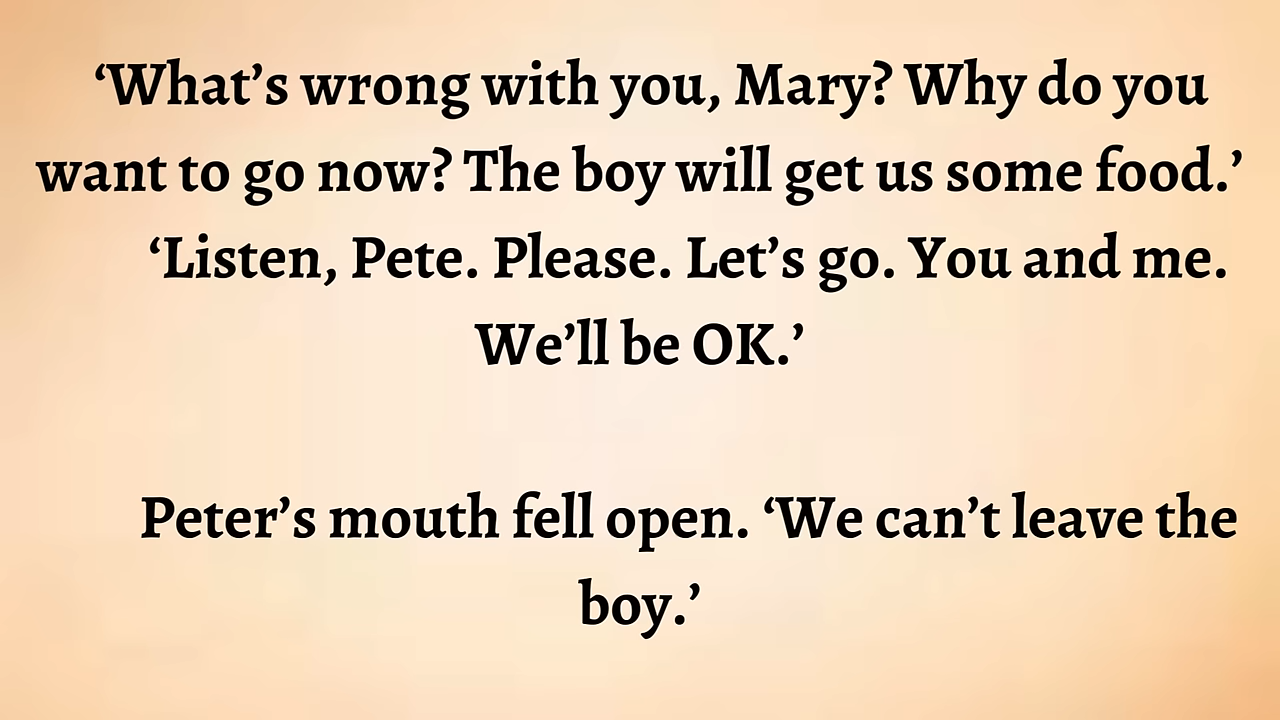 ‘What’s wrong with you, Mary? Why do you
want to go now? The boy will get us some food.’
‘Listen, Pete. Please. Let’s go. You and me.
We’ll be OK.’
Peter’s mouth fell open. ‘We can’t leave the
boy.’